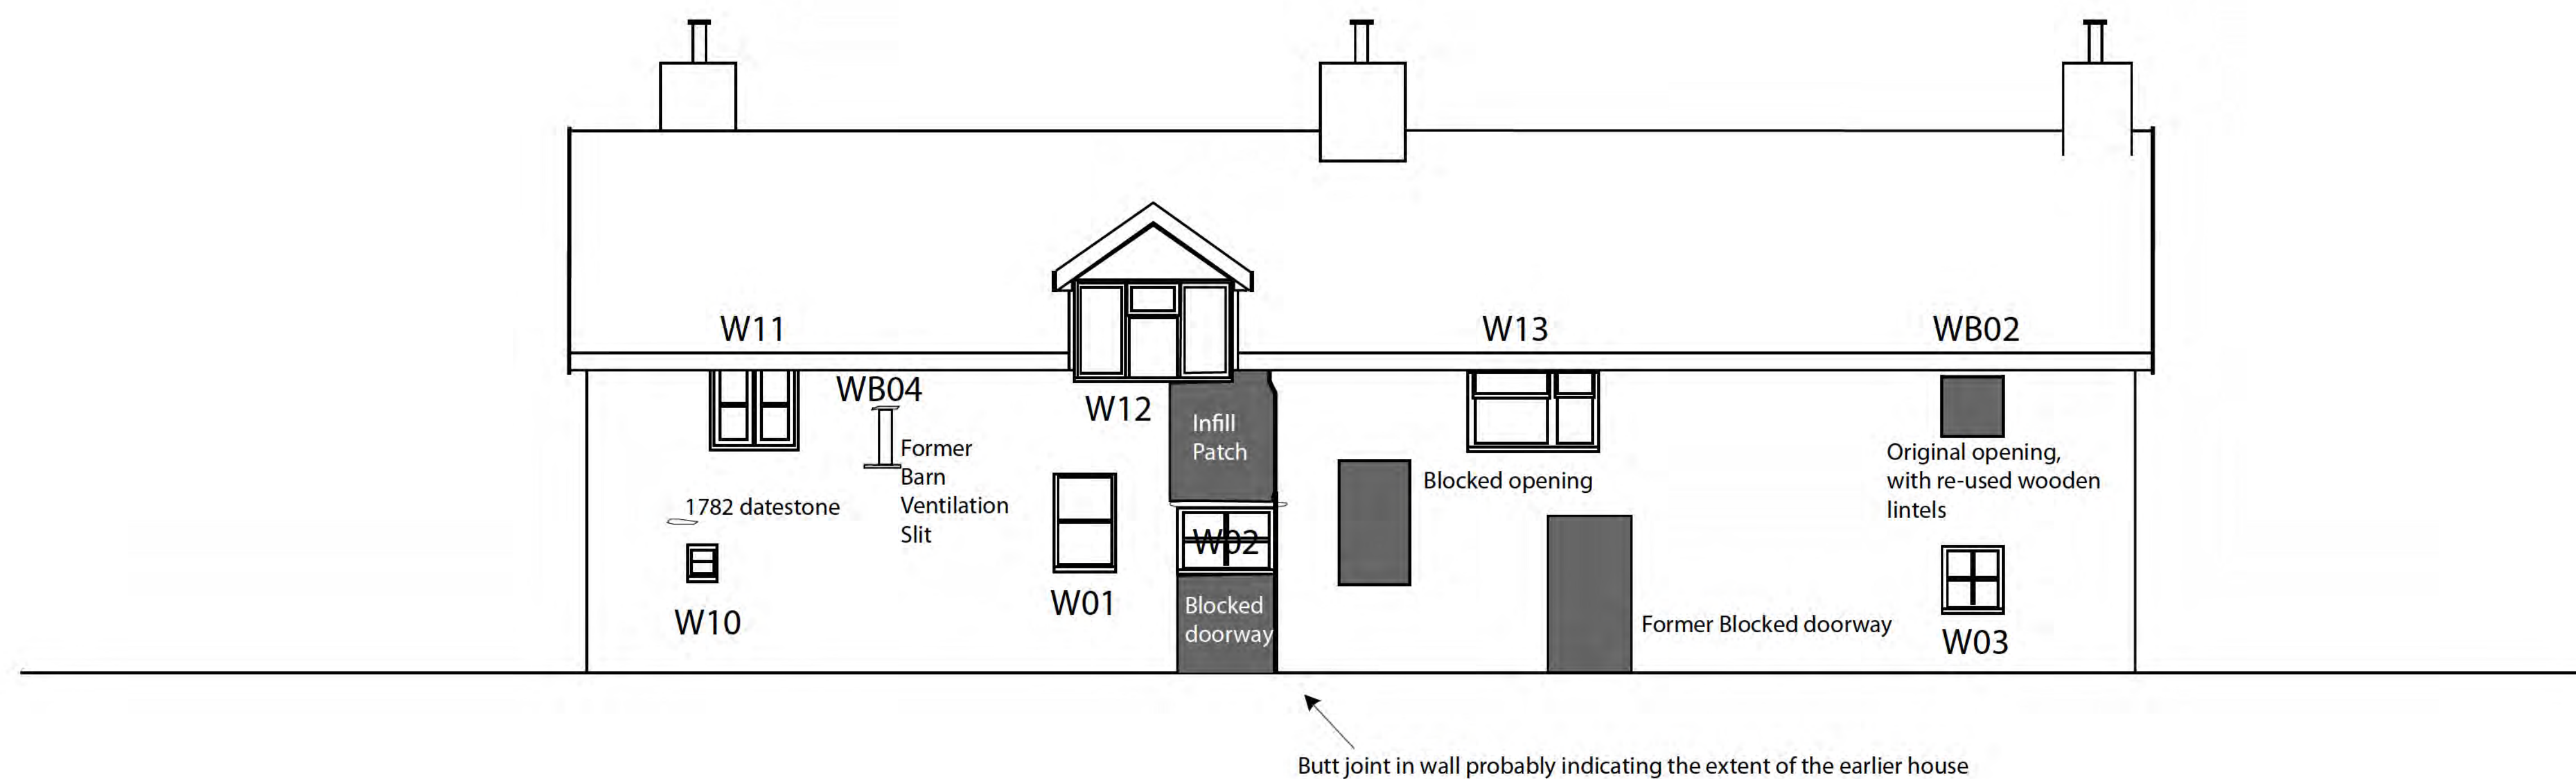 W11
W13
WB02
WB04
W12
Former
Barn
Ventilation
Slit
Infill
Patch
Original opening,
with re-used wooden
lintels
Blocked opening
1782 datestone
W02
W10
W01
Blocked
doorway
Former Blocked doorway
W03
Butt joint in wall probably indicating the extent of the earlier house